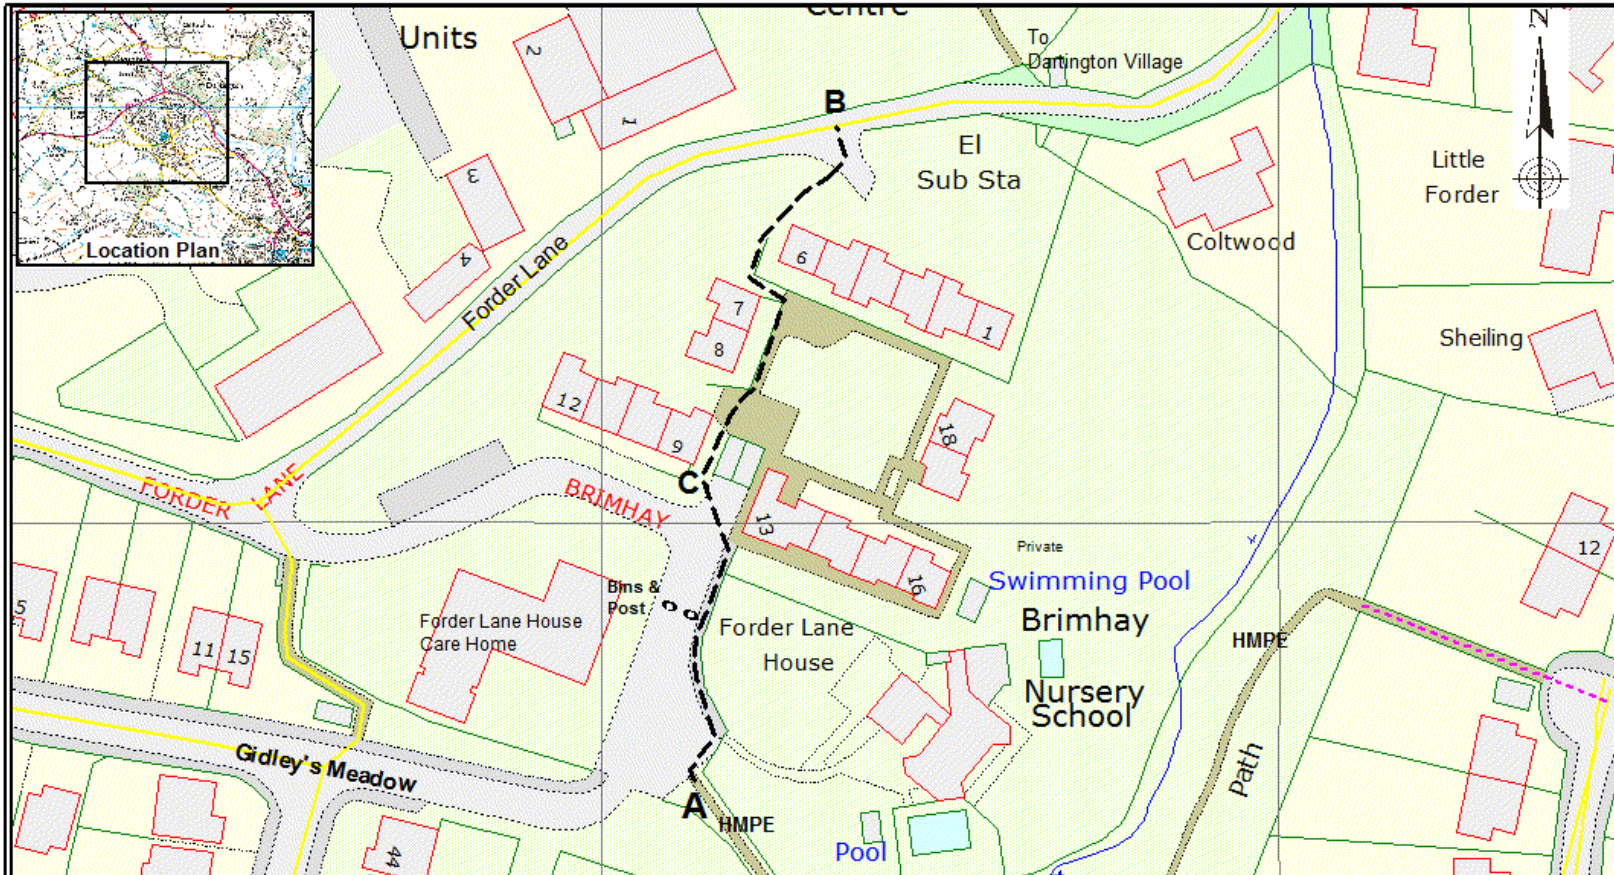 Centre
Units
2
To
Dartington Village
N
B
1
El
Sub Sta
Little
Forder
3
Location Plan
4
Forder Lane
6
Coltwood
7
1
8
Sheiling
12
9
18
C
FORDER LANE
BRIMHAY
13
Private
12
Swimming Pool
16
Bins &
Post
5
Forder Lane House
Care Home
Forder Lane
House
Brimhay
HMPE
11
15
Nursery
School
Gidley's Meadow
Path
A
HMPE
44
Pool